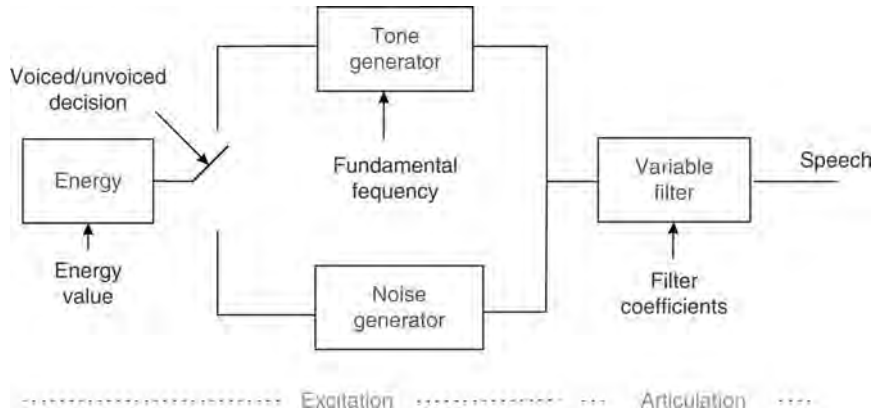 Tone
generator
Voiced/unvoiced
decision
Energy
Fundamental
fequency
Variable
filter
Speech
Energy
value
Noise
generator
Filter
coefficients
Excitation
Articulation